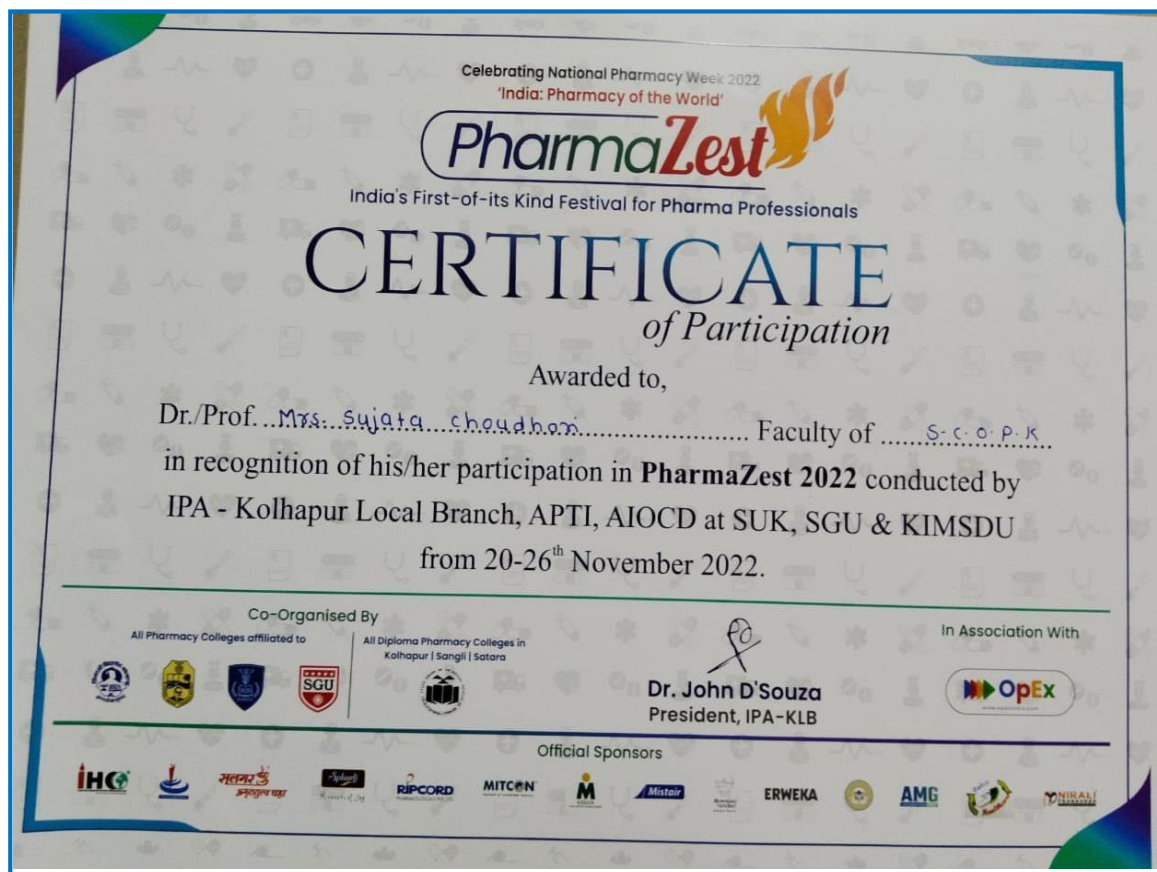 Celebrating National Pharmacy Week 2022
'India: Pharmacy of the World'
PharmaZest
India's First-of-its Kind Festival for Pharma Professionals
CERTIFICATE
of Participation
Awarded to,
Dr./Prof. Mrs. Sujata Choudhari Faculty of S.C.O.P.K
in recognition of his/her participation in PharmaZest 2022 conducted by
IPA - Kolhapur Local Branch, APTI, AIOCD at SUK, SGU & KIMSDU
from 20-26th November 2022.
Co-Organised By
All Pharmacy Colleges affiliated to
SGU
All Diploma Pharmacy Colleges in
Kolhapur | Sangli | Satara
Dr. John D'Souza
President, IPA-KLB
In Association With
OpEx
Official Sponsors
IHC
मलगर
अमृततुल्य चहा
RIPCORD
MITCON
Mistair
ERWEKA
AMG
NIRALI